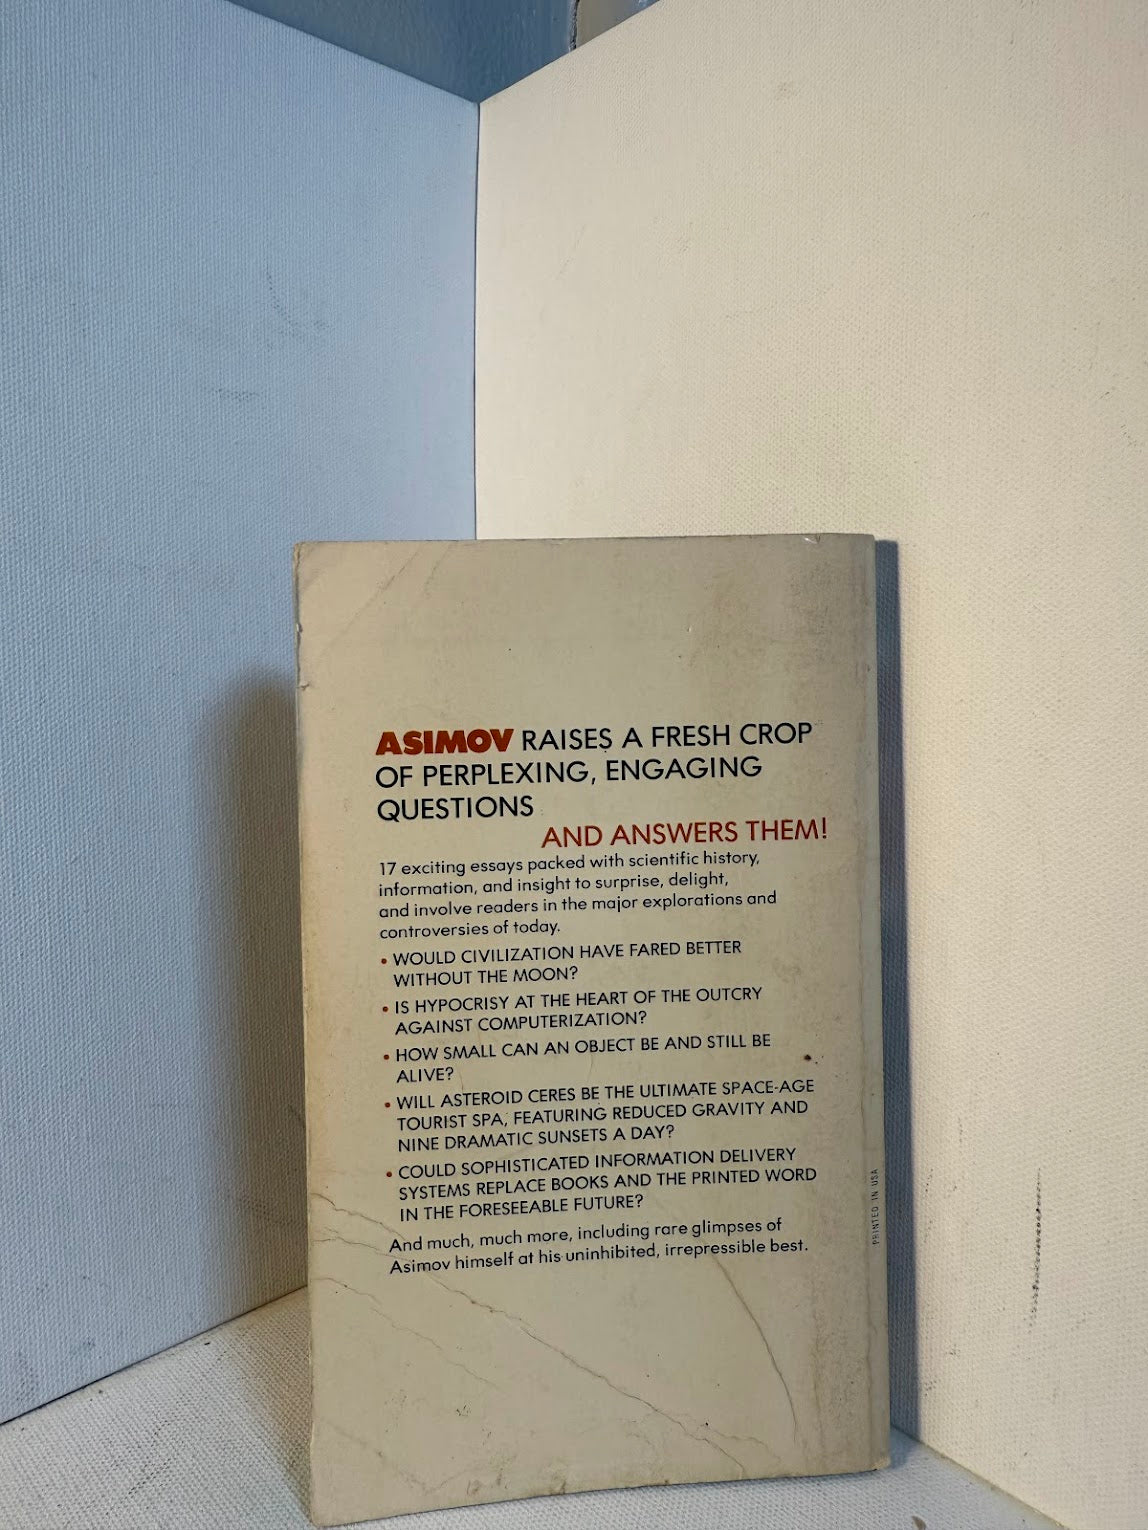 ASIMOV RAISES A FRESH CROP
OF PERPLEXING, ENGAGING
QUESTIONS
AND ANSWERS THEM!
17 exciting essays packed with scientific history,
information, and insight to surprise, delight,
and involve readers in the major explorations and
controversies of today.
• WOULD CIVILIZATION HAVE FARED BETTER
WITHOUT THE MOON?
• IS HYPOCRISY AT THE HEART OF THE OUTCRY
AGAINST COMPUTERIZATION?
• HOW SMALL CAN AN OBJECT BE AND STILL BE
ALIVE?
• WILL ASTEROID CERES BE THE ULTIMATE SPACE-AGE
TOURIST SPA, FEATURING REDUCED GRAVITY AND
NINE DRAMATIC SUNSETS A DAY?
• COULD SOPHISTICATED INFORMATION DELIVERY
SYSTEMS REPLACE BOOKS AND THE PRINTED WORD
IN THE FORESEEABLE FUTURE?
And much, much more, including rare glimpses of
Asimov himself at his uninhibited, irrepressible best.
PRINTED IN USA